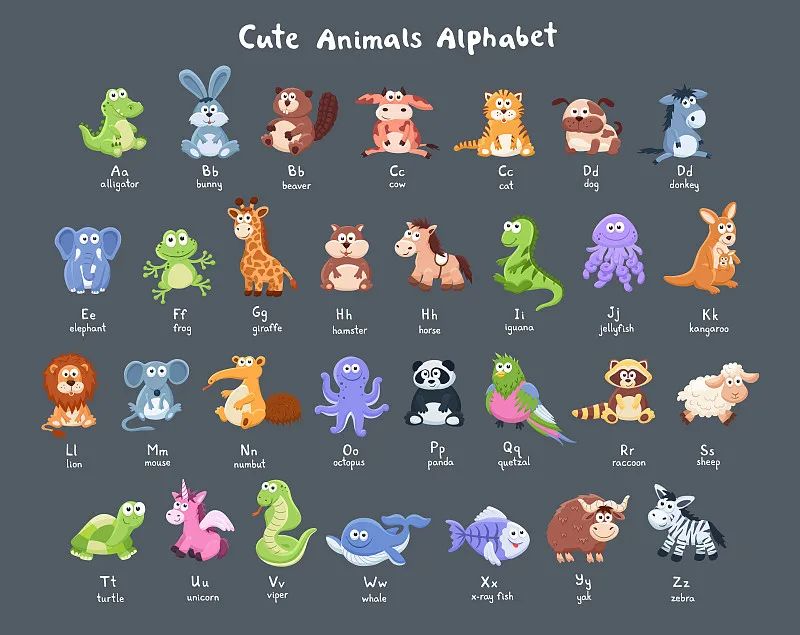 Cute Animals Alphabet
Aa Bb Bb Cc Cc Dd Dd
alligator bunny beaver cow cat dog donkey
Ee Ff Gg Hh Hh Ii Jj Kk
elephant frog giraffe hamster horse iguana jellyfish kangaroo
Ll Mm Nn Oo Pp Qq Rr Ss
lion mouse numbut octopus panda quetzal raccoon sheep
Tt Uu Vv Ww Xx Yy Zz
turtle unicorn viper whale x-ray fish yak zebra